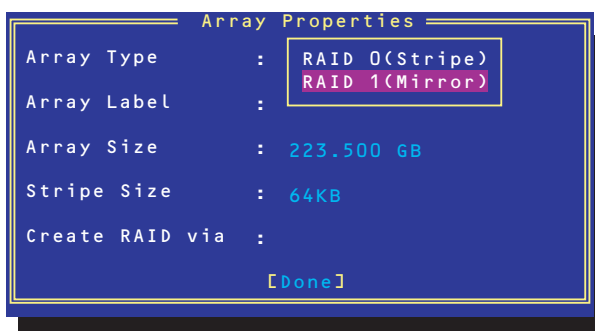 Array Properties
Array Type : RAID 0(Stripe)
RAID 1(Mirror)
Array Label :
Array Size : 223.500 GB
Stripe Size : 64KB
Create RAID via :
[Done]